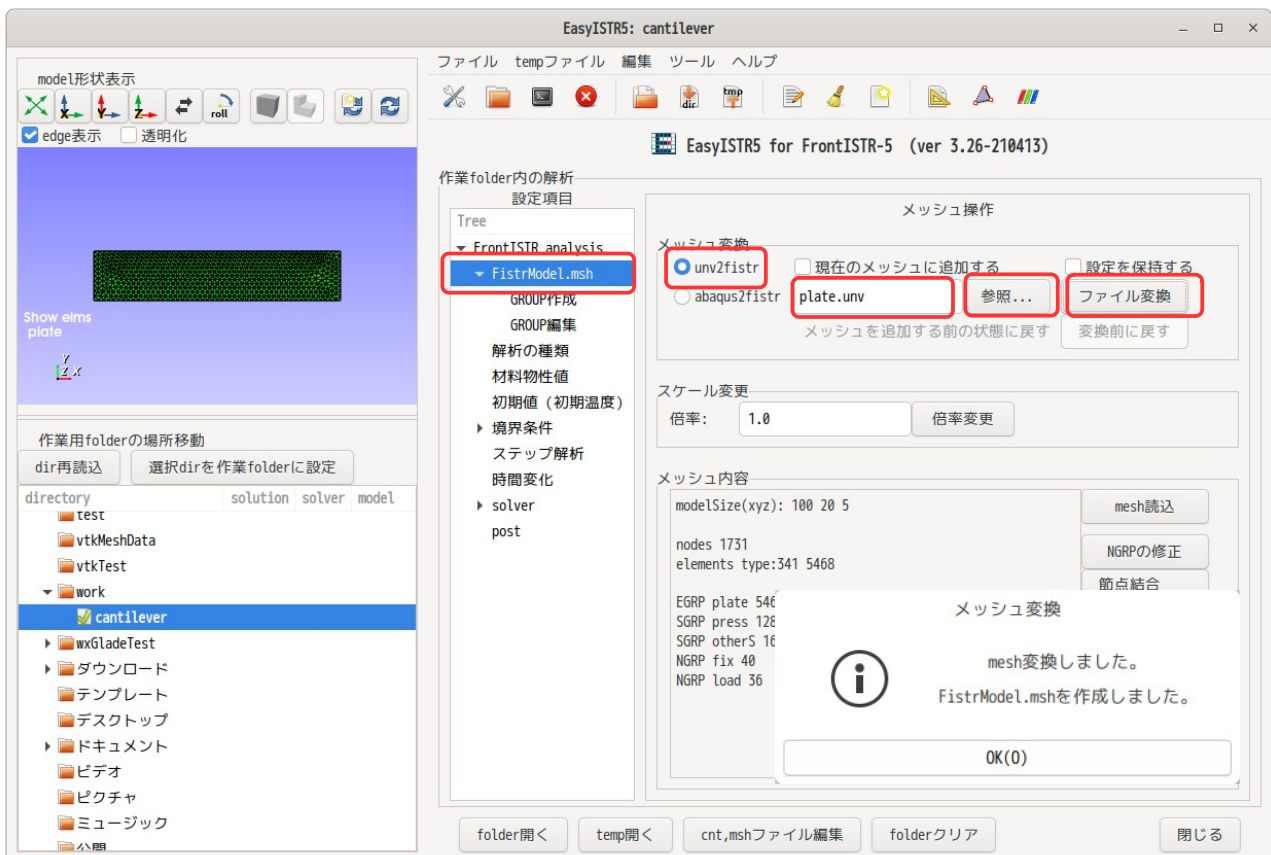 EasyISTR5: cantilever
model形状表示
X
Y
Z
roll
edge表示 透明化
Show elms
plate
Y
Z X
作業用folderの場所移動
dir再読込 選択dirを作業folderに設定
directory solution solver model
test
vtkMeshData
vtkTest
work
cantilever
wxGladeTest
ダウンロード
テンプレート
デスクトップ
ドキュメント
ビデオ
ピクチャ
ミュージック
公開
ファイル tempファイル 編集 ツール ヘルプ
dir tmp
EasyISTR5 for FrontISTR-5 (ver 3.26-210413)
作業folder内の解析
設定項目
Tree
FrontISTR analysis
FistrModel.msh
GROUP作成
GROUP編集
解析の種類
材料物性値
初期値（初期温度）
境界条件
ステップ解析
時間変化
solver
post
メッシュ操作
メッシュ変換
unv2fistr 現在のメッシュに追加する 設定を保持する
abaqus2fistr plate.unv 参照... ファイル変換
メッシュを追加する前の状態に戻す 変換前に戻す
スケール変更
倍率: 1.0 倍率変更
メッシュ内容
modelSize(xyz): 100 20 5
nodes 1731
elements type:341 5468
EGRP plate 546
SGRP press 128
SGRP otherS 16
NGRP fix 40
NGRP load 36
mesh読込
NGRPの修正
節点結合
メッシュ変換
mesh変換しました。
FistrModel.mshを作成しました。
OK(O)
folder開く temp開く cnt,mshファイル編集 folderクリア 閉じる